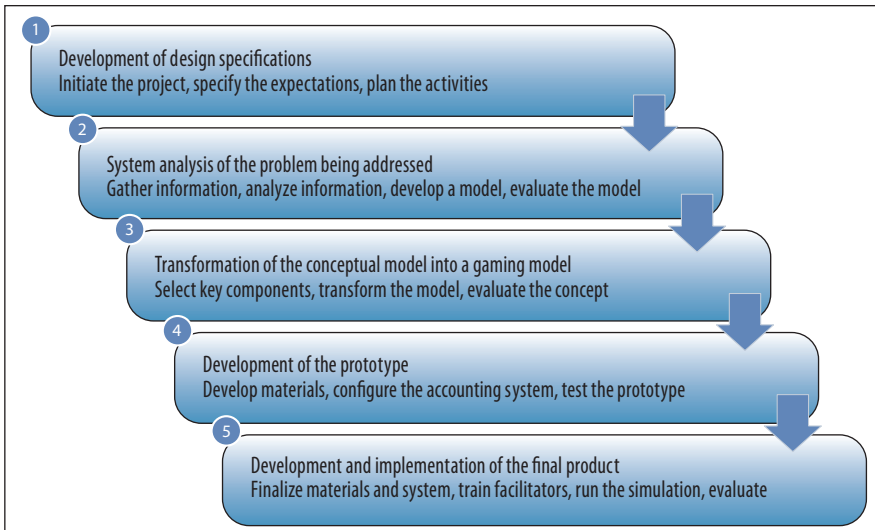 1
Development of design specifications
Initiate the project, specify the expectations, plan the activities
2
System analysis of the problem being addressed
Gather information, analyze information, develop a model, evaluate the model
3
Transformation of the conceptual model into a gaming model
Select key components, transform the model, evaluate the concept
4
Development of the prototype
Develop materials, configure the accounting system, test the prototype
5
Development and implementation of the final product
Finalize materials and system, train facilitators, run the simulation, evaluate